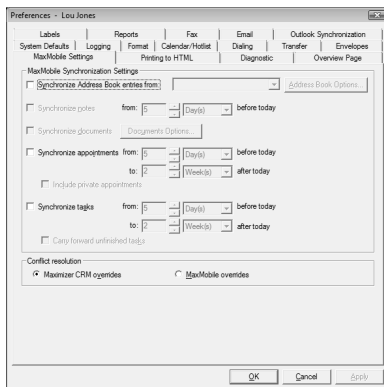 Preferences - Lou Jones
Labels Reports Fax Email Outlook Synchronization
System Defaults Logging Format Calendar/Hotlist Dialing Transfer Envelopes
MaxMobile Settings Printing to HTML Diagnostic Overview Page
MaxMobile Synchronization Settings
Synchronize Address Book entries from: Address Book Options...
Synchronize notes from: 5 Day(s) before today
Synchronize documents Documents Options...
Synchronize appointments from: 5 Day(s) before today
to: 2 Week(s) after today
Include private appointments
Synchronize tasks from: 5 Day(s) before today
to: 2 Week(s) after today
Carry forward unfinished tasks
Conflict resolution
Maximizer CRM overrides MaxMobile overrides
OK Cancel Apply